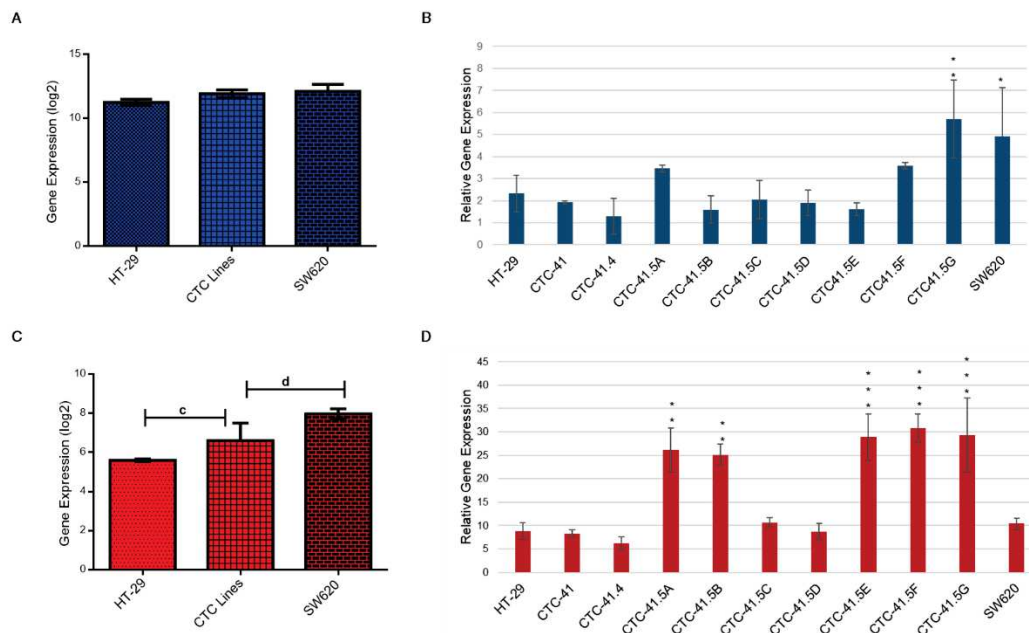 A
Gene Expression (log2)
15
10
5
0
HT-29
CTC Lines
SW620
B
Relative Gene Expression
9
8
7
6
5
4
3
2
1
0
* *
*
HT-29
CTC-41
CTC-41.4
CTC-41.5A
CTC-41.5B
CTC-41.5C
CTC-41.5D
CTC41.5E
CTC-41.5F
CTC41.5G
SW620
C
Gene Expression (log2)
10
8
6
4
2
0
c
d
HT-29
CTC Lines
SW620
D
Relative Gene Expression
45
40
35
30
25
20
15
10
5
0
* *
* *
* * *
* * *
* * *
HT-29
CTC-41
CTC-41.4
CTC-41.5A
CTC-41.5B
CTC-41.5C
CTC-41.5D
CTC-41.5E
CTC-41.5F
CTC-41.5G
SW620